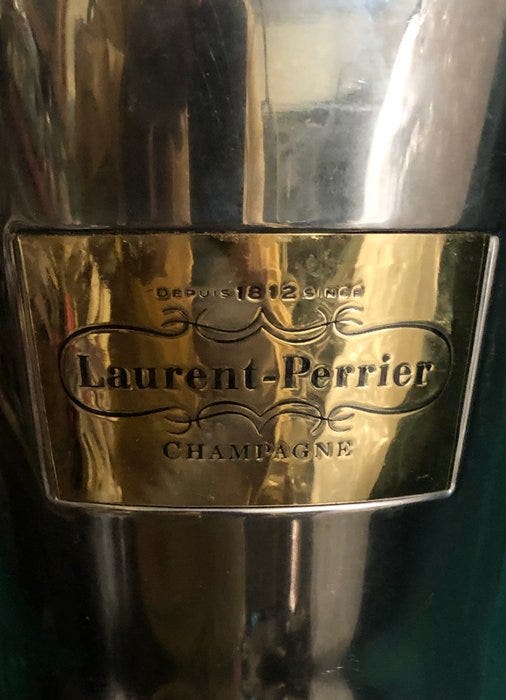 DEPUIS 1812 SINCE
Laurent-Perrier
CHAMPAGNE